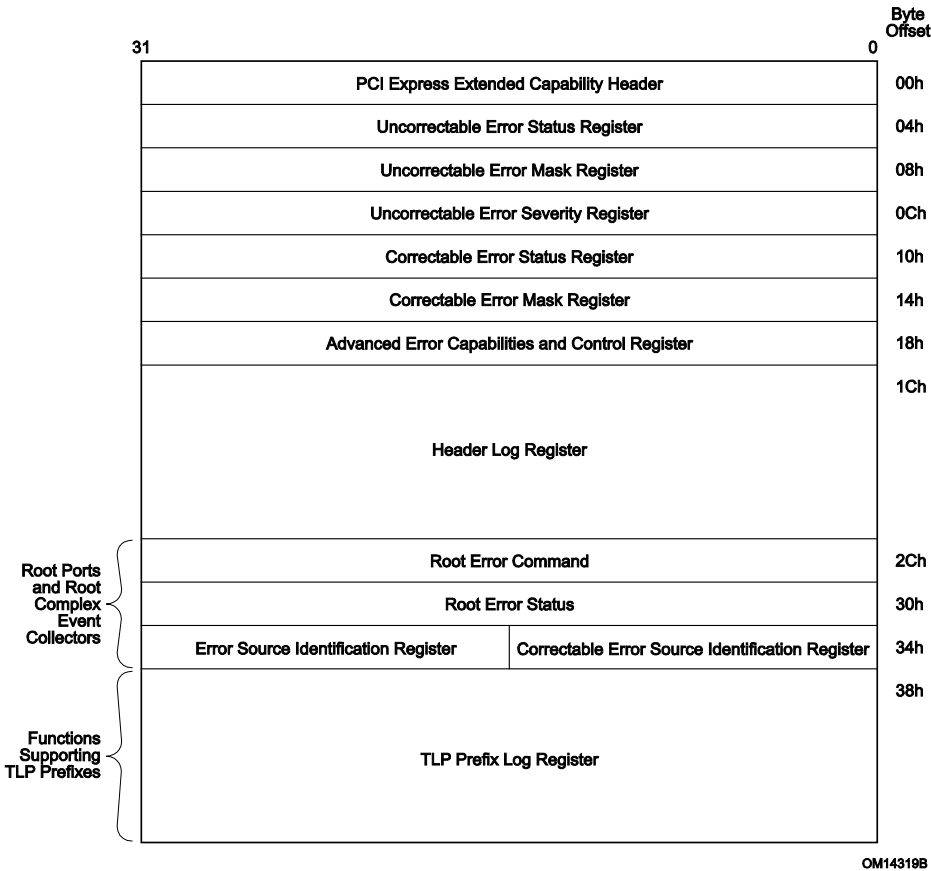 Byte
Offset
31
0
PCI Express Extended Capability Header
00h
Uncorrectable Error Status Register
04h
Uncorrectable Error Mask Register
08h
Uncorrectable Error Severity Register
0Ch
Correctable Error Status Register
10h
Correctable Error Mask Register
14h
Advanced Error Capabilities and Control Register
18h
1Ch
Header Log Register
Root Ports
and Root
Complex
Event
Collectors
Root Error Command
2Ch
Root Error Status
30h
Error Source Identification Register
Correctable Error Source Identification Register
34h
38h
Functions
Supporting
TLP Prefixes
TLP Prefix Log Register
OM14319B